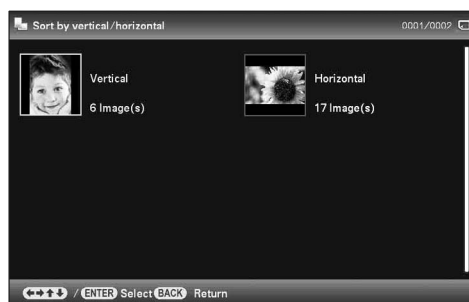 Sort by vertical/horizontal 0001/0002
Vertical Horizontal
6 Image(s) 17 Image(s)
/ ENTER Select BACK Return